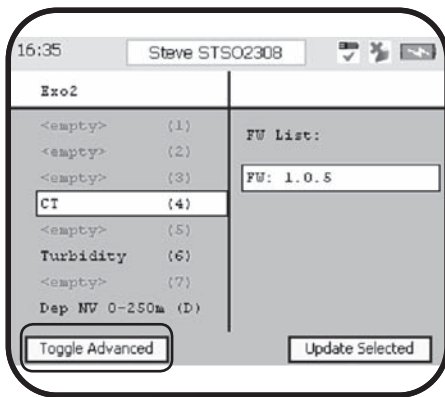 16:35 Steve STSO2308
Exo2
<empty> (1)
<empty> (2)
<empty> (3)
CT (4)
<empty> (5)
Turbidity (6)
<empty> (7)
Dep NV 0-250m (D)
FW List:
FW: 1.0.5
Toggle Advanced
Update Selected